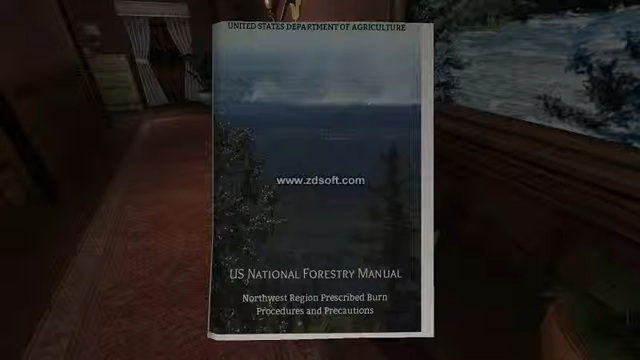 UNITED STATES DEPARTMENT OF AGRICULTURE
www.zdsoft.com
US NATIONAL FORESTRY MANUAL
Northwest Region Prescribed Burn
Procedures and Precautions